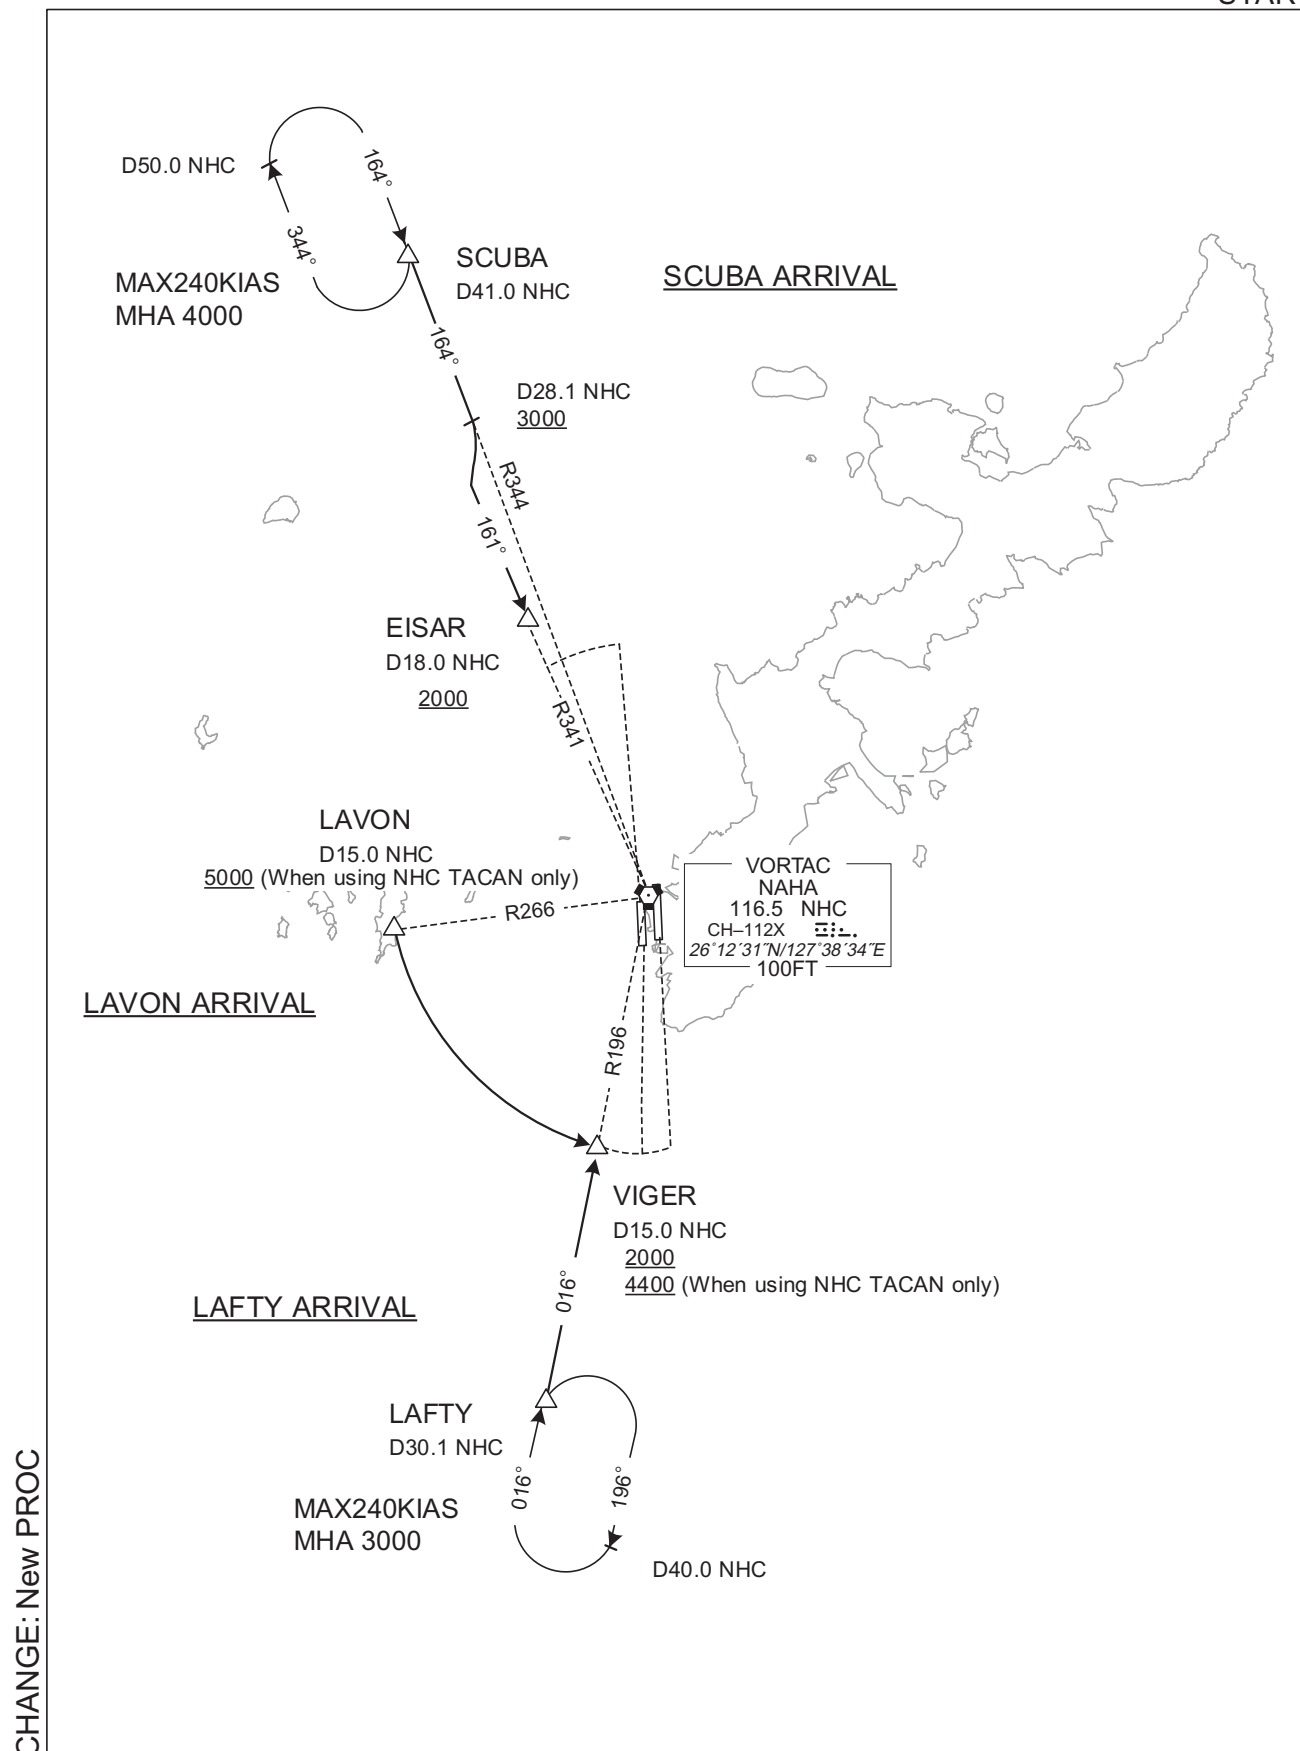 D50.0 NHC
164°
344°
MAX240KIAS
MHA 4000
SCUBA
D41.0 NHC
SCUBA ARRIVAL
164°
D28.1 NHC
3000
R344
161°
EISAR
D18.0 NHC
2000
R341
LAVON
D15.0 NHC
5000 (When using NHC TACAN only)
R266
VORTAC
NAHA
116.5 NHC
CH–112X
26°12′31″N/127°38′34″E
100FT
LAVON ARRIVAL
R196
VIGER
D15.0 NHC
2000
4400 (When using NHC TACAN only)
016°
LAFTY ARRIVAL
LAFTY
D30.1 NHC
016°
196°
MAX240KIAS
MHA 3000
D40.0 NHC
CHANGE: New PROC